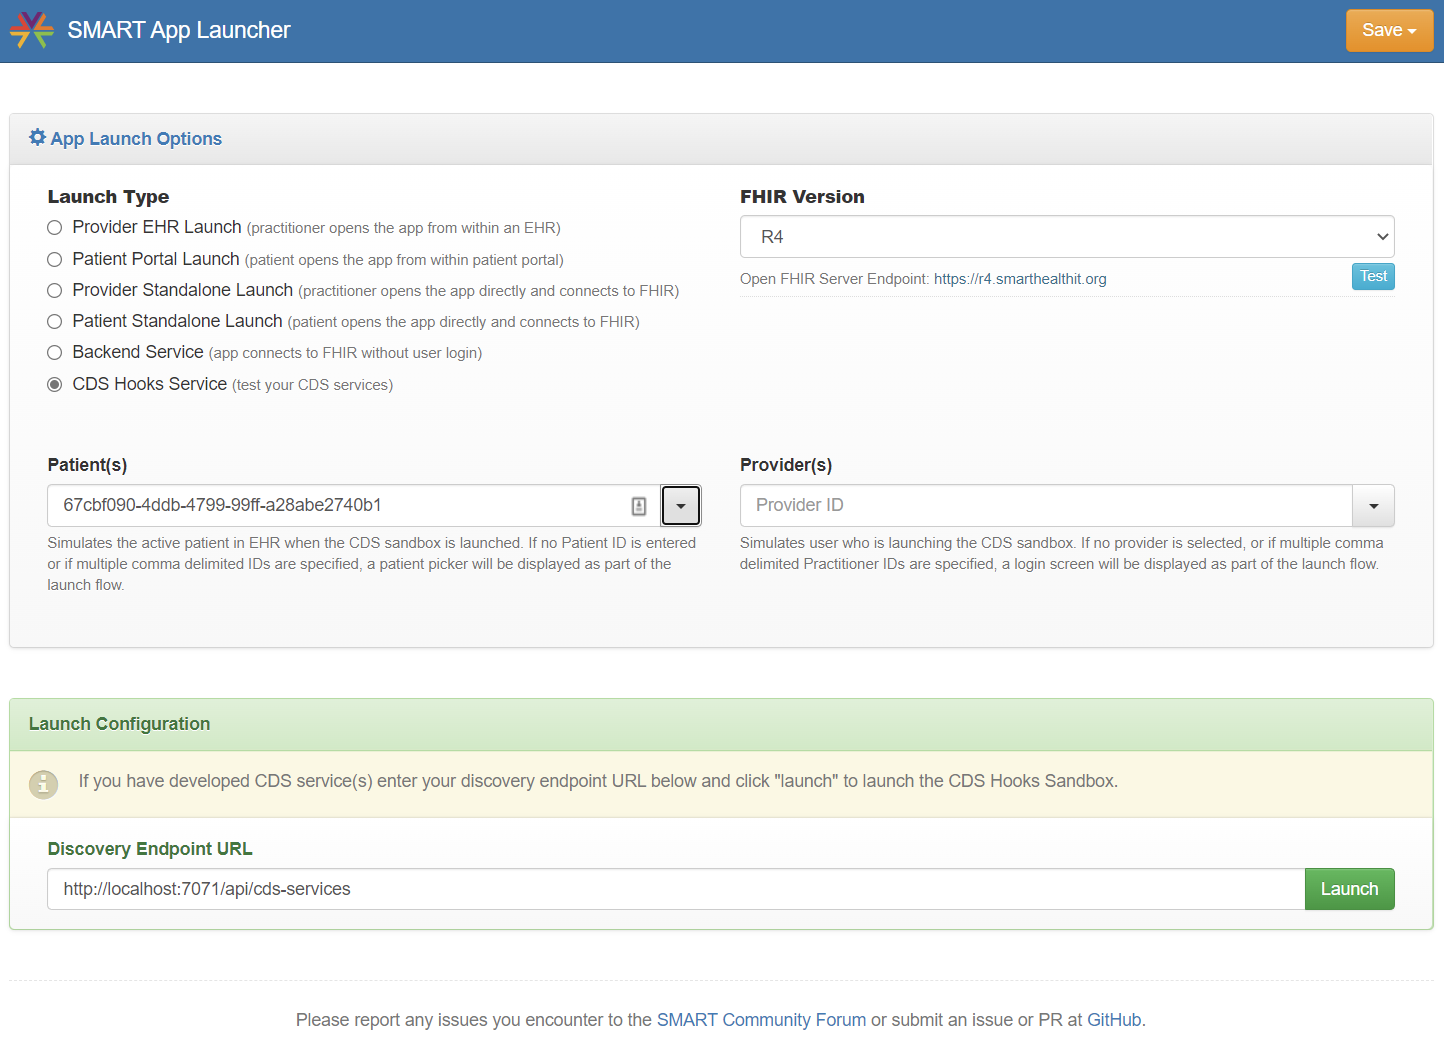 SMART App Launcher
Save
App Launch Options
Launch Type
Provider EHR Launch (practitioner opens the app from within an EHR)
Patient Portal Launch (patient opens the app from within patient portal)
Provider Standalone Launch (practitioner opens the app directly and connects to FHIR)
Patient Standalone Launch (patient opens the app directly and connects to FHIR)
Backend Service (app connects to FHIR without user login)
CDS Hooks Service (test your CDS services)
FHIR Version
R4
Open FHIR Server Endpoint: https://r4.smarthealthit.org
Test
Patient(s)
67cbf090-4ddb-4799-99ff-a28abe2740b1
Simulates the active patient in EHR when the CDS sandbox is launched. If no Patient ID is entered
or if multiple comma delimited IDs are specified, a patient picker will be displayed as part of the
launch flow.
Provider(s)
Provider ID
Simulates user who is launching the CDS sandbox. If no provider is selected, or if multiple comma
delimited Practitioner IDs are specified, a login screen will be displayed as part of the launch flow.
Launch Configuration
If you have developed CDS service(s) enter your discovery endpoint URL below and click "launch" to launch the CDS Hooks Sandbox.
Discovery Endpoint URL
http://localhost:7071/api/cds-services
Launch
Please report any issues you encounter to the SMART Community Forum or submit an issue or PR at GitHub.